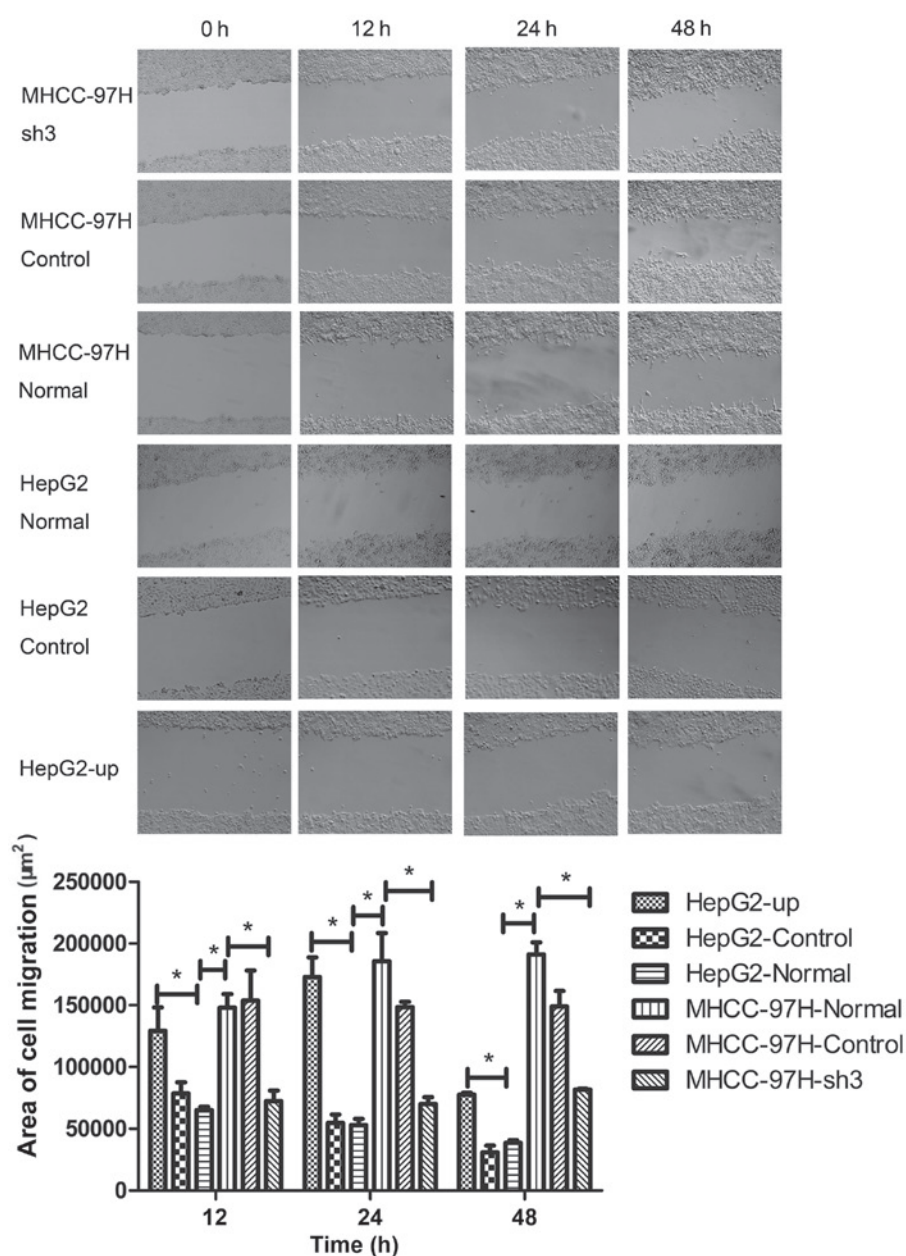 0 h 12 h 24 h 48 h
MHCC-97H
sh3
MHCC-97H
Control
MHCC-97H
Normal
HepG2
Normal
HepG2
Control
HepG2-up
Area of cell migration (μm²)
250000
200000
150000
100000
50000
0
* * *
* * *
* * *
12 24 48
Time (h)
HepG2-up
HepG2-Control
HepG2-Normal
MHCC-97H-Normal
MHCC-97H-Control
MHCC-97H-sh3